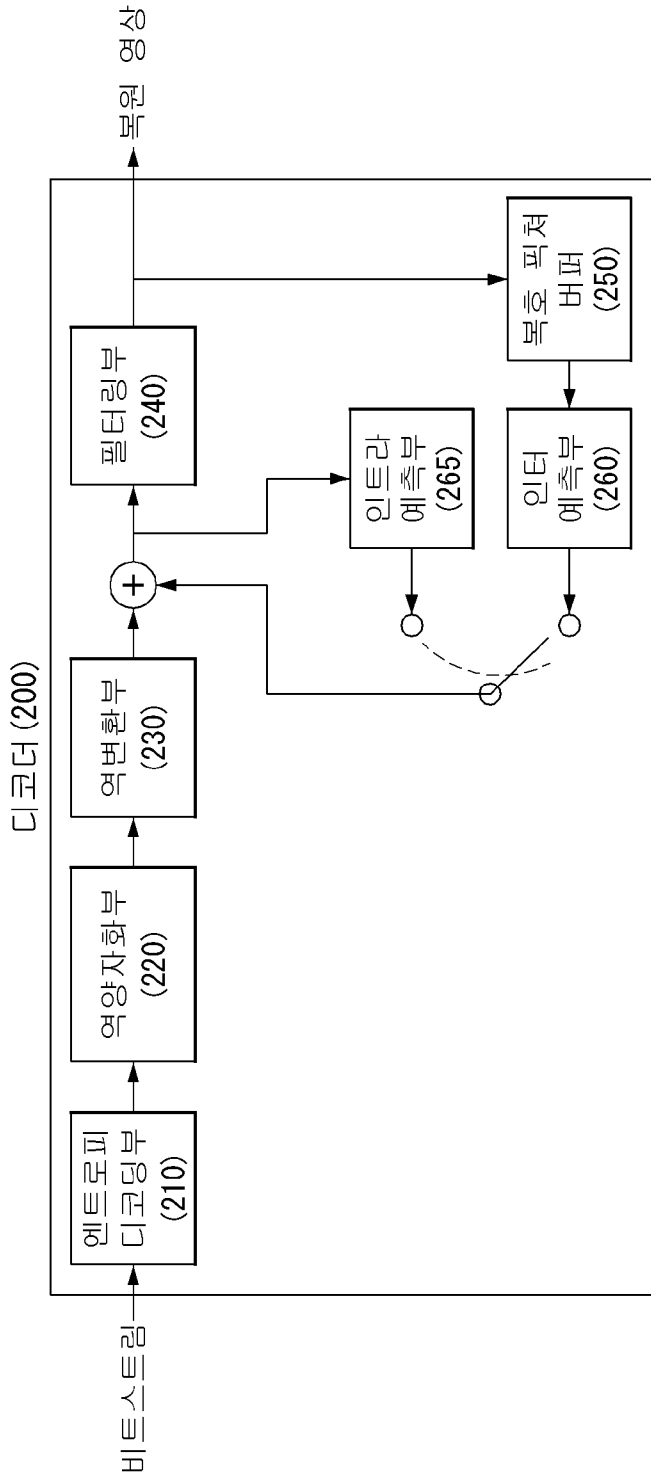 디코더 (200)
비트스트림
엔트로피
디코딩부
(210)
역양자화부
(220)
역변환부
(230)
필터링부
(240)
복원 영상
인트라
예측부
(265)
인터
예측부
(260)
복호 픽쳐
버퍼
(250)